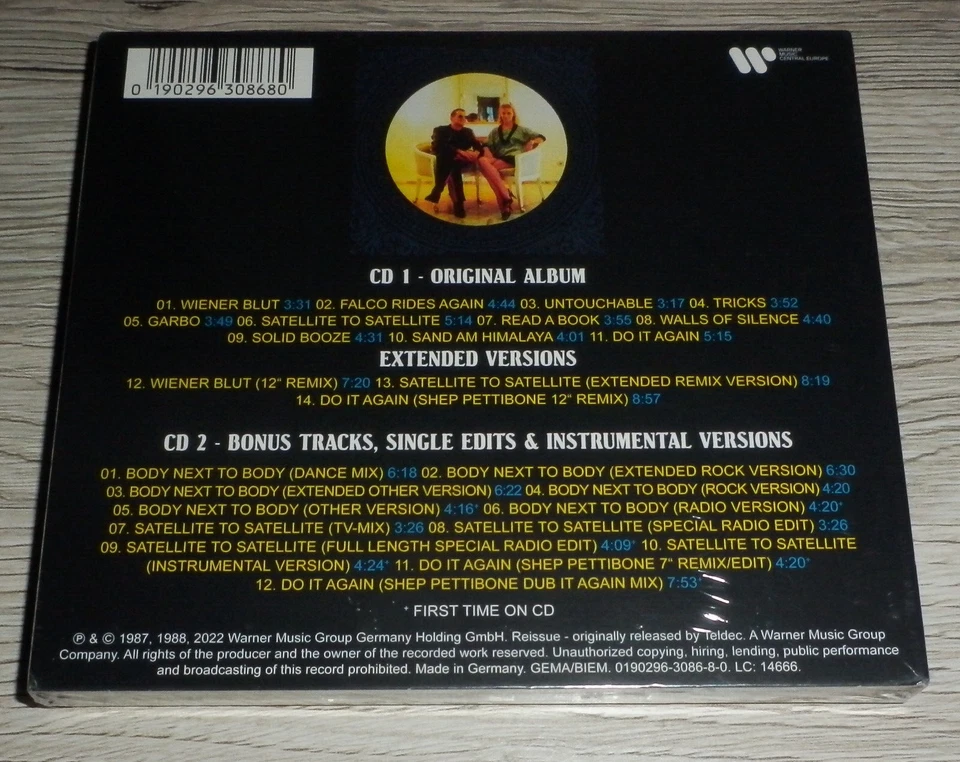 0 190296 308680
WARNER
MUSIC
CENTRAL EUROPE
CD 1 - ORIGINAL ALBUM
01. WIENER BLUT 3:31 02. FALCO RIDES AGAIN 4:44 03. UNTOUCHABLE 3:17 04. TRICKS 3:52
05. GARBO 3:49 06. SATELLITE TO SATELLITE 5:14 07. READ A BOOK 3:55 08. WALLS OF SILENCE 4:40
09. SOLID BOOZE 4:31 10. SAND AM HIMALAYA 4:01 11. DO IT AGAIN 5:15
EXTENDED VERSIONS
12. WIENER BLUT (12“ REMIX) 7:20 13. SATELLITE TO SATELLITE (EXTENDED REMIX VERSION) 8:19
14. DO IT AGAIN (SHEP PETTIBONE 12“ REMIX) 8:57
CD 2 - BONUS TRACKS, SINGLE EDITS & INSTRUMENTAL VERSIONS
01. BODY NEXT TO BODY (DANCE MIX) 6:18 02. BODY NEXT TO BODY (EXTENDED ROCK VERSION) 6:30
03. BODY NEXT TO BODY (EXTENDED OTHER VERSION) 6:22 04. BODY NEXT TO BODY (ROCK VERSION) 4:20
05. BODY NEXT TO BODY (OTHER VERSION) 4:16* 06. BODY NEXT TO BODY (RADIO VERSION) 4:20*
07. SATELLITE TO SATELLITE (TV-MIX) 3:26 08. SATELLITE TO SATELLITE (SPECIAL RADIO EDIT) 3:26
09. SATELLITE TO SATELLITE (FULL LENGTH SPECIAL RADIO EDIT) 4:09* 10. SATELLITE TO SATELLITE
(INSTRUMENTAL VERSION) 4:24* 11. DO IT AGAIN (SHEP PETTIBONE 7“ REMIX/EDIT) 4:20*
12. DO IT AGAIN (SHEP PETTIBONE DUB IT AGAIN MIX) 7:53*
* FIRST TIME ON CD
℗ & © 1987, 1988, 2022 Warner Music Group Germany Holding GmbH. Reissue - originally released by Teldec. A Warner Music Group
Company. All rights of the producer and the owner of the recorded work reserved. Unauthorized copying, hiring, lending, public performance
and broadcasting of this record prohibited. Made in Germany. GEMA/BIEM. 0190296-3086-8-0. LC: 14666.